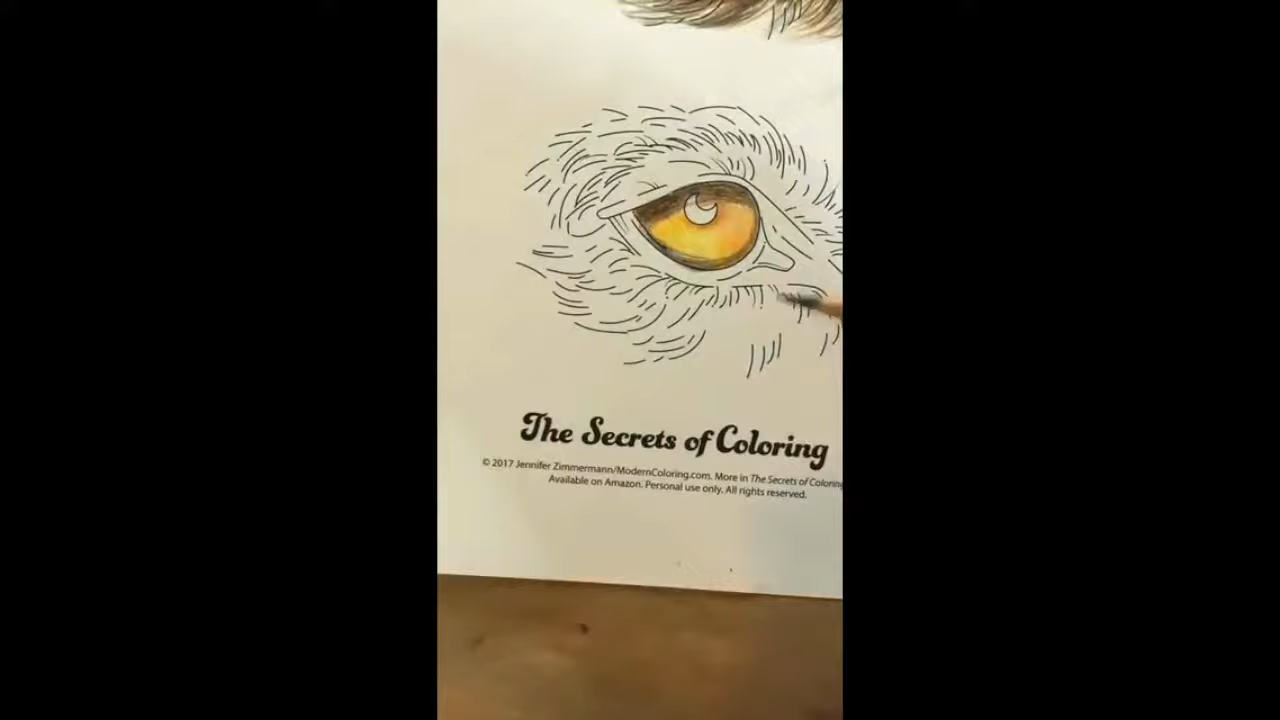 The Secrets of Coloring
© 2017 Jennifer Zimmermann/ModernColoring.com. More in The Secrets of Coloring
Available on Amazon. Personal use only. All rights reserved.